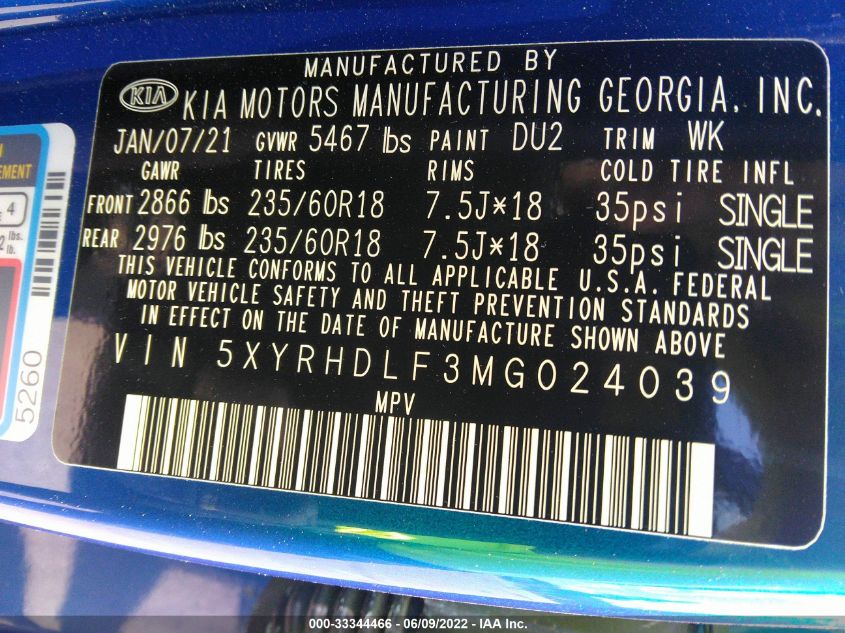 MANUFACTURED BY
KIA KIA MOTORS MANUFACTURING GEORGIA, INC.
JAN/07/21 GVWR 5467 lbs PAINT DU2 TRIM WK
GAWR TIRES RIMS COLD TIRE INFL
FRONT 2866 lbs 235/60R18 7.5J*18 35psi SINGLE
REAR 2976 lbs 235/60R18 7.5J*18 35psi SINGLE
THIS VEHICLE CONFORMS TO ALL APPLICABLE U.S.A. FEDERAL
MOTOR VEHICLE SAFETY AND THEFT PREVENTION STANDARDS
IN EFFECT ON THE DATE OF MANUFACTURE SHOWN ABOVE
VIN 5XYRHDLF3MG024039
MPV
4
lbs.
lb.
5260
000-33344466 - 06/09/2022 - IAA Inc.